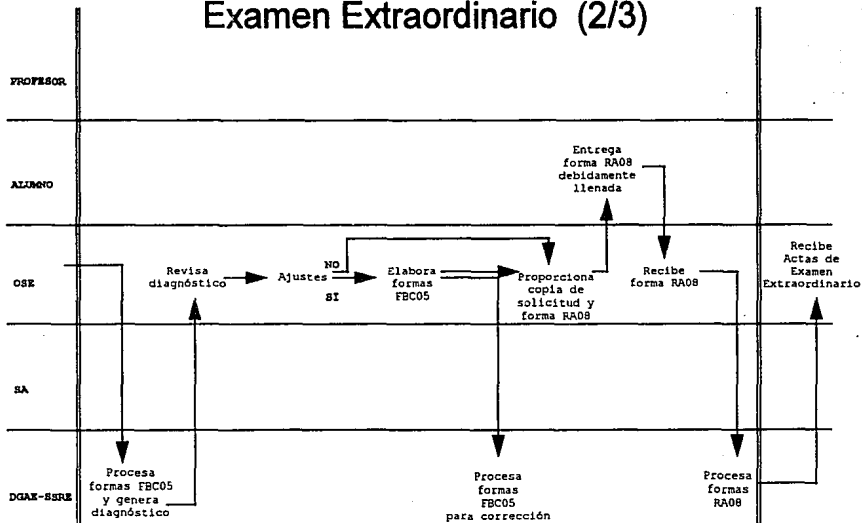 Examen Extraordinario (2/3)
PROFESOR
ALUMNO
Entrega
forma RA08
debidamente
llenada
OSE
Revisa
diagnóstico
Ajustes
NO
SI
Elabora
formas
FBC05
Proporciona
copia de
solicitud y
forma RA08
Recibe
forma RA08
Recibe
Actas de
Examen
Extraordinario
SA
DGAE-SSRE
Procesa
formas FBC05
y genera
diagnóstico
Procesa
formas
FBC05
para corrección
Procesa
formas
RA08